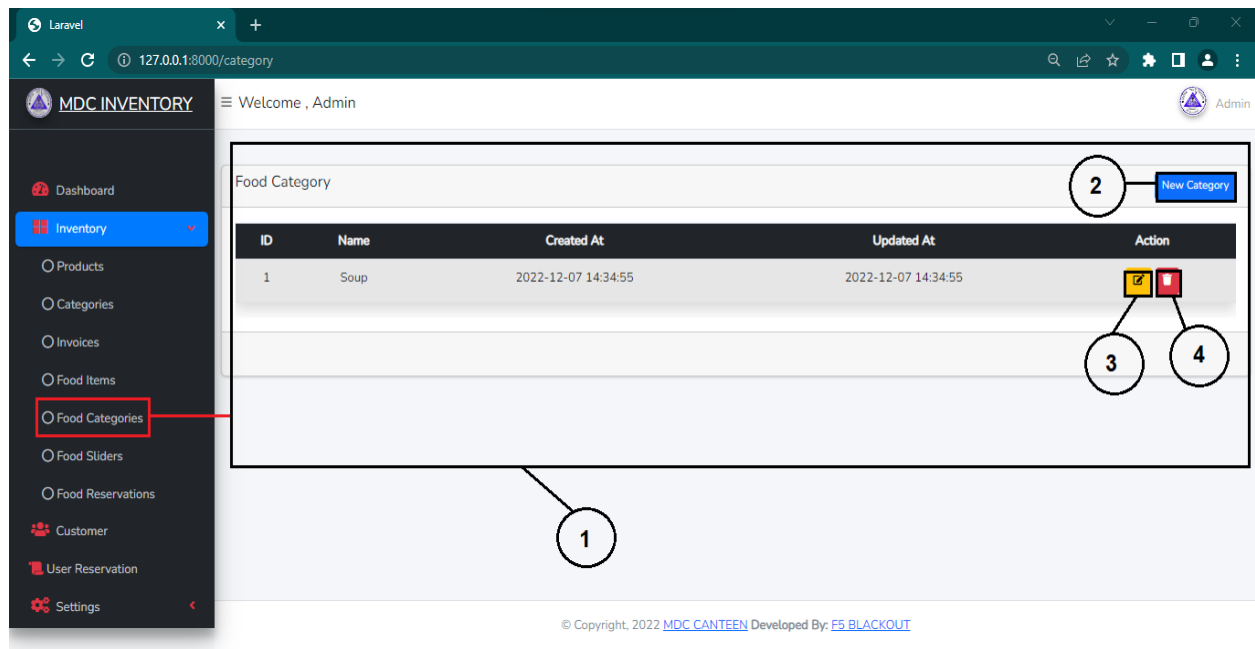 Laravel
127.0.0.1:8000/category
MDC INVENTORY
Welcome , Admin
Admin
Dashboard
Inventory
Products
Categories
Invoices
Food Items
Food Categories
Food Sliders
Food Reservations
Customer
User Reservation
Settings
Food Category
2
New Category
ID Name Created At Updated At Action
1 Soup 2022-12-07 14:34:55 2022-12-07 14:34:55
3
4
1
© Copyright, 2022 MDC CANTEEN Developed By: F5 BLACKOUT